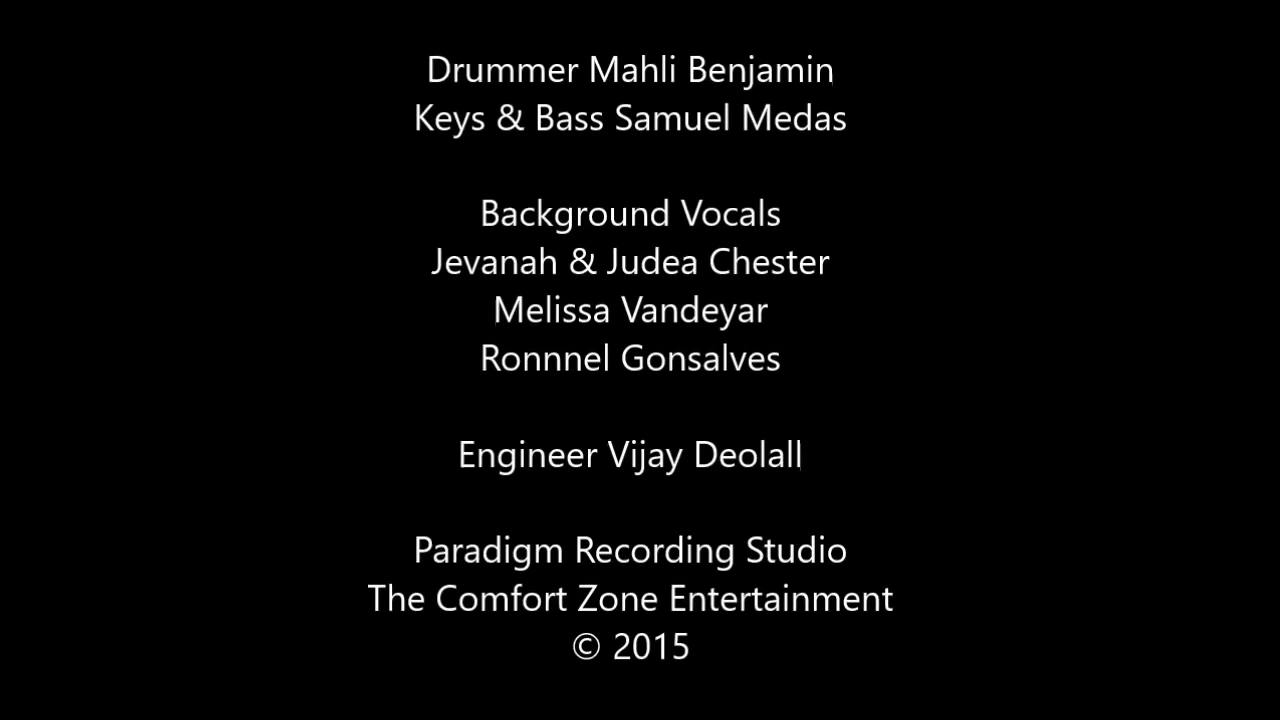 Drummer Mahli Benjamin
Keys & Bass Samuel Medas
Background Vocals
Jevanah & Judea Chester
Melissa Vandeyar
Ronnnel Gonsalves
Engineer Vijay Deolall
Paradigm Recording Studio
The Comfort Zone Entertainment
© 2015